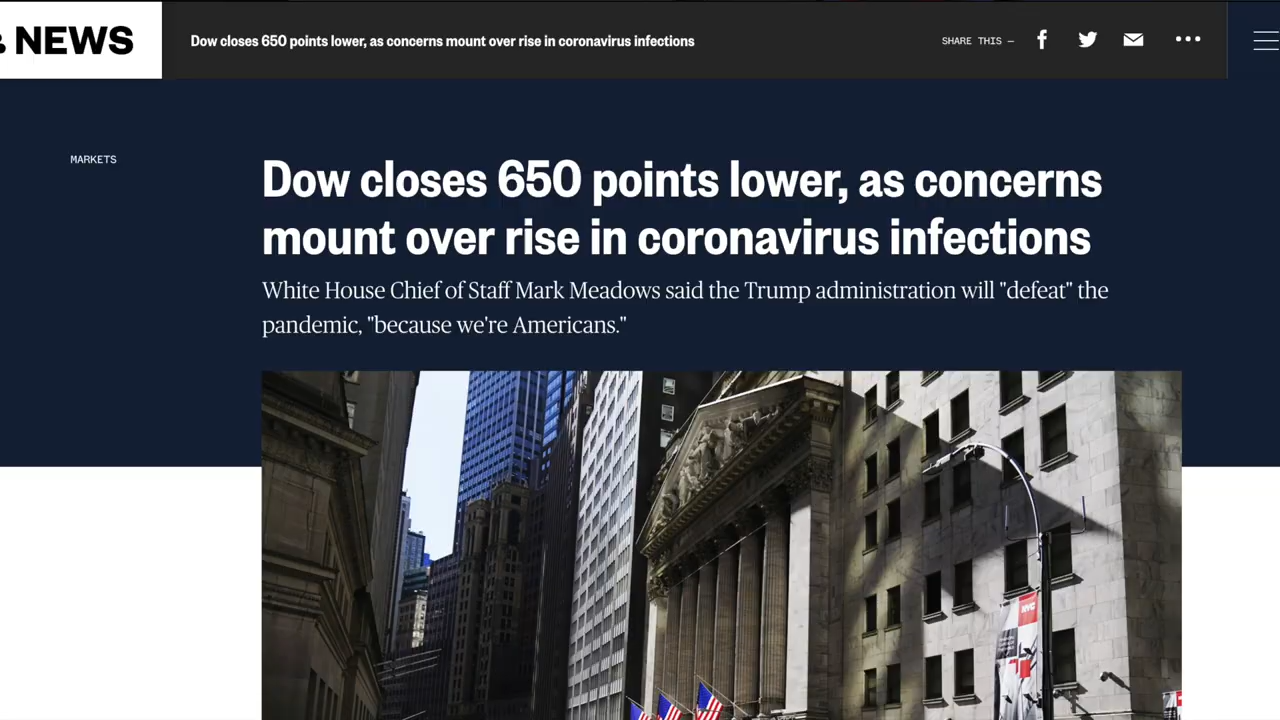 NEWS
Dow closes 650 points lower, as concerns mount over rise in coronavirus infections
SHARE THIS —
MARKETS
Dow closes 650 points lower, as concerns
mount over rise in coronavirus infections
White House Chief of Staff Mark Meadows said the Trump administration will "defeat" the
pandemic, "because we're Americans."
NYC